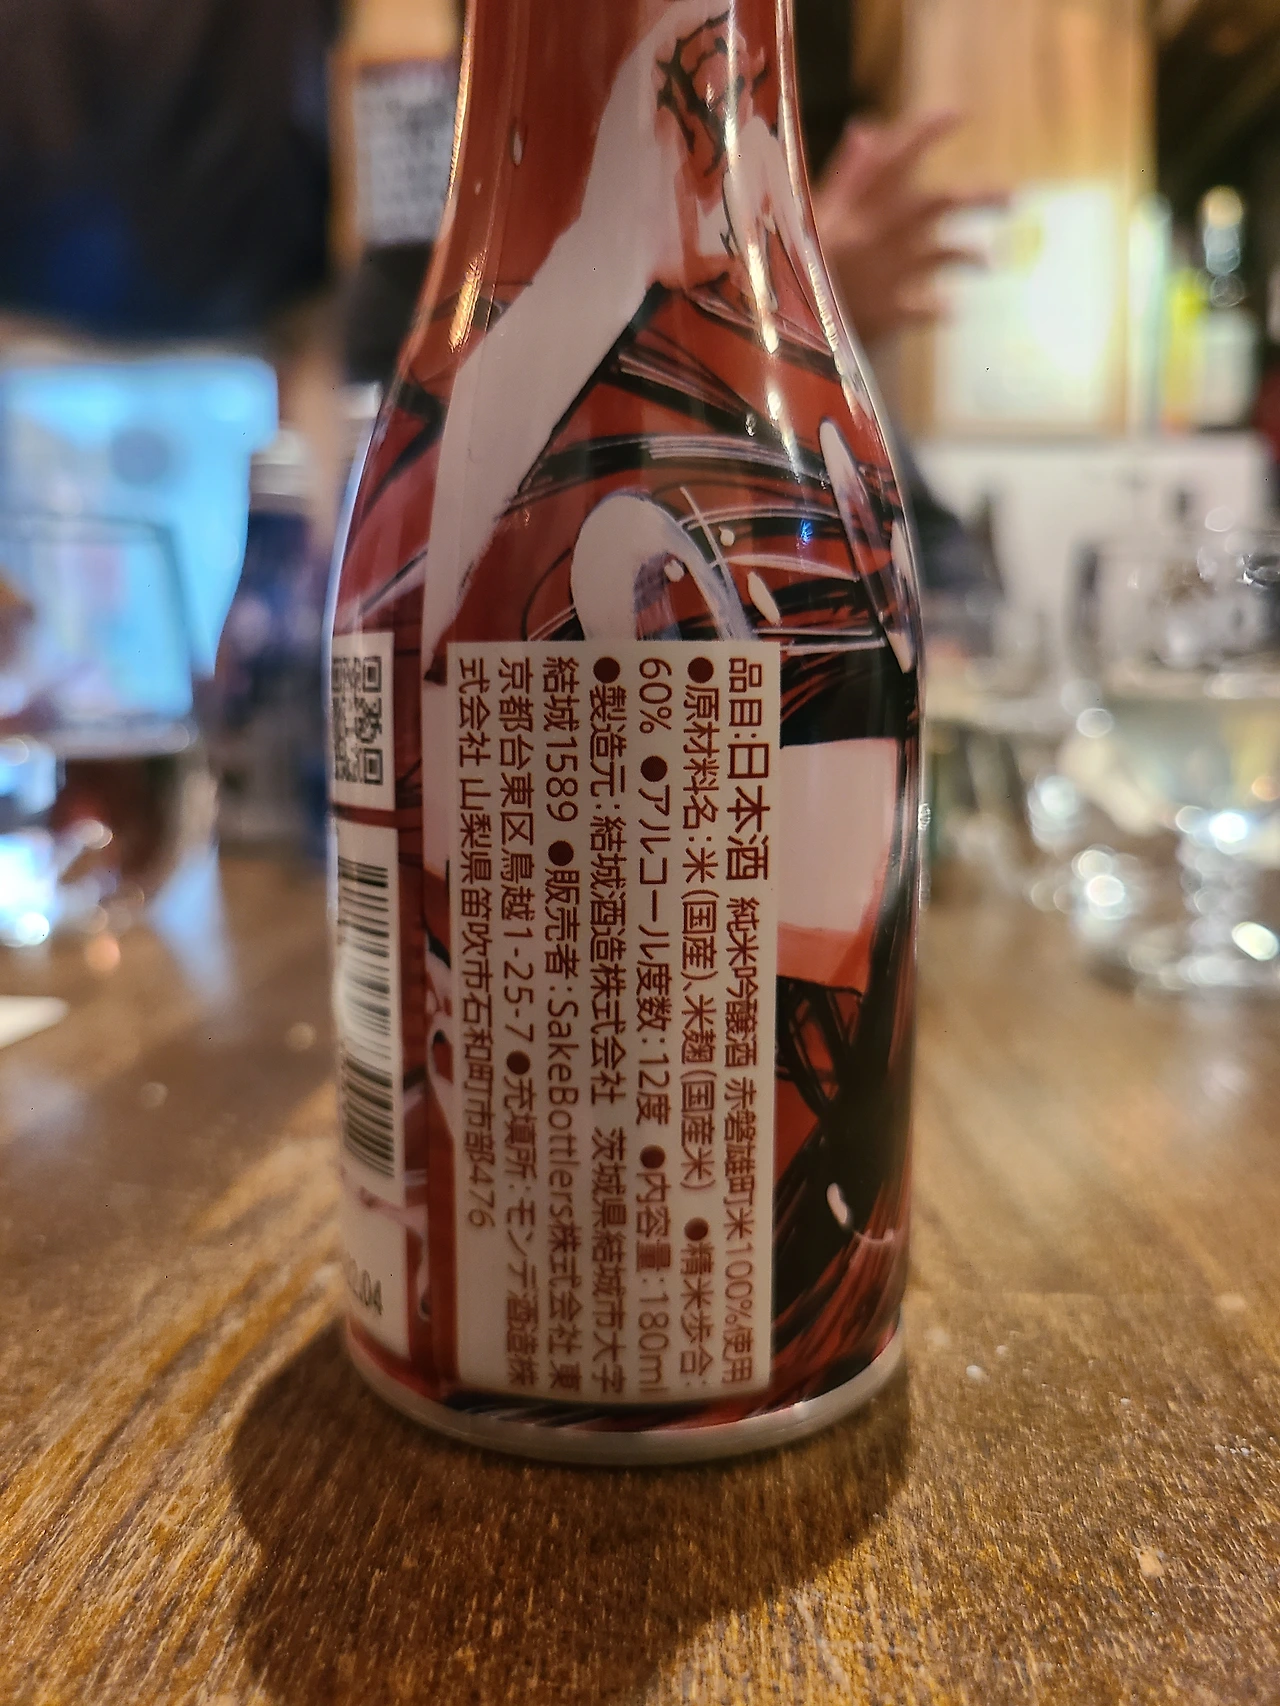 品目:日本酒 純米吟醸酒 赤磐雄町米100%使用
●原材料名:米(国産)、米麹(国産米) ●精米歩合:
60% ●アルコール度数:12度 ●内容量:180ml
●製造元:結城酒造株式会社 茨城県結城市大字
結城1589 ●販売者:SakeBottlers株式会社 東
京都台東区鳥越1-25-7 ●充填所:モンデ酒造株
式会社 山梨県笛吹市石和町市部476
.04